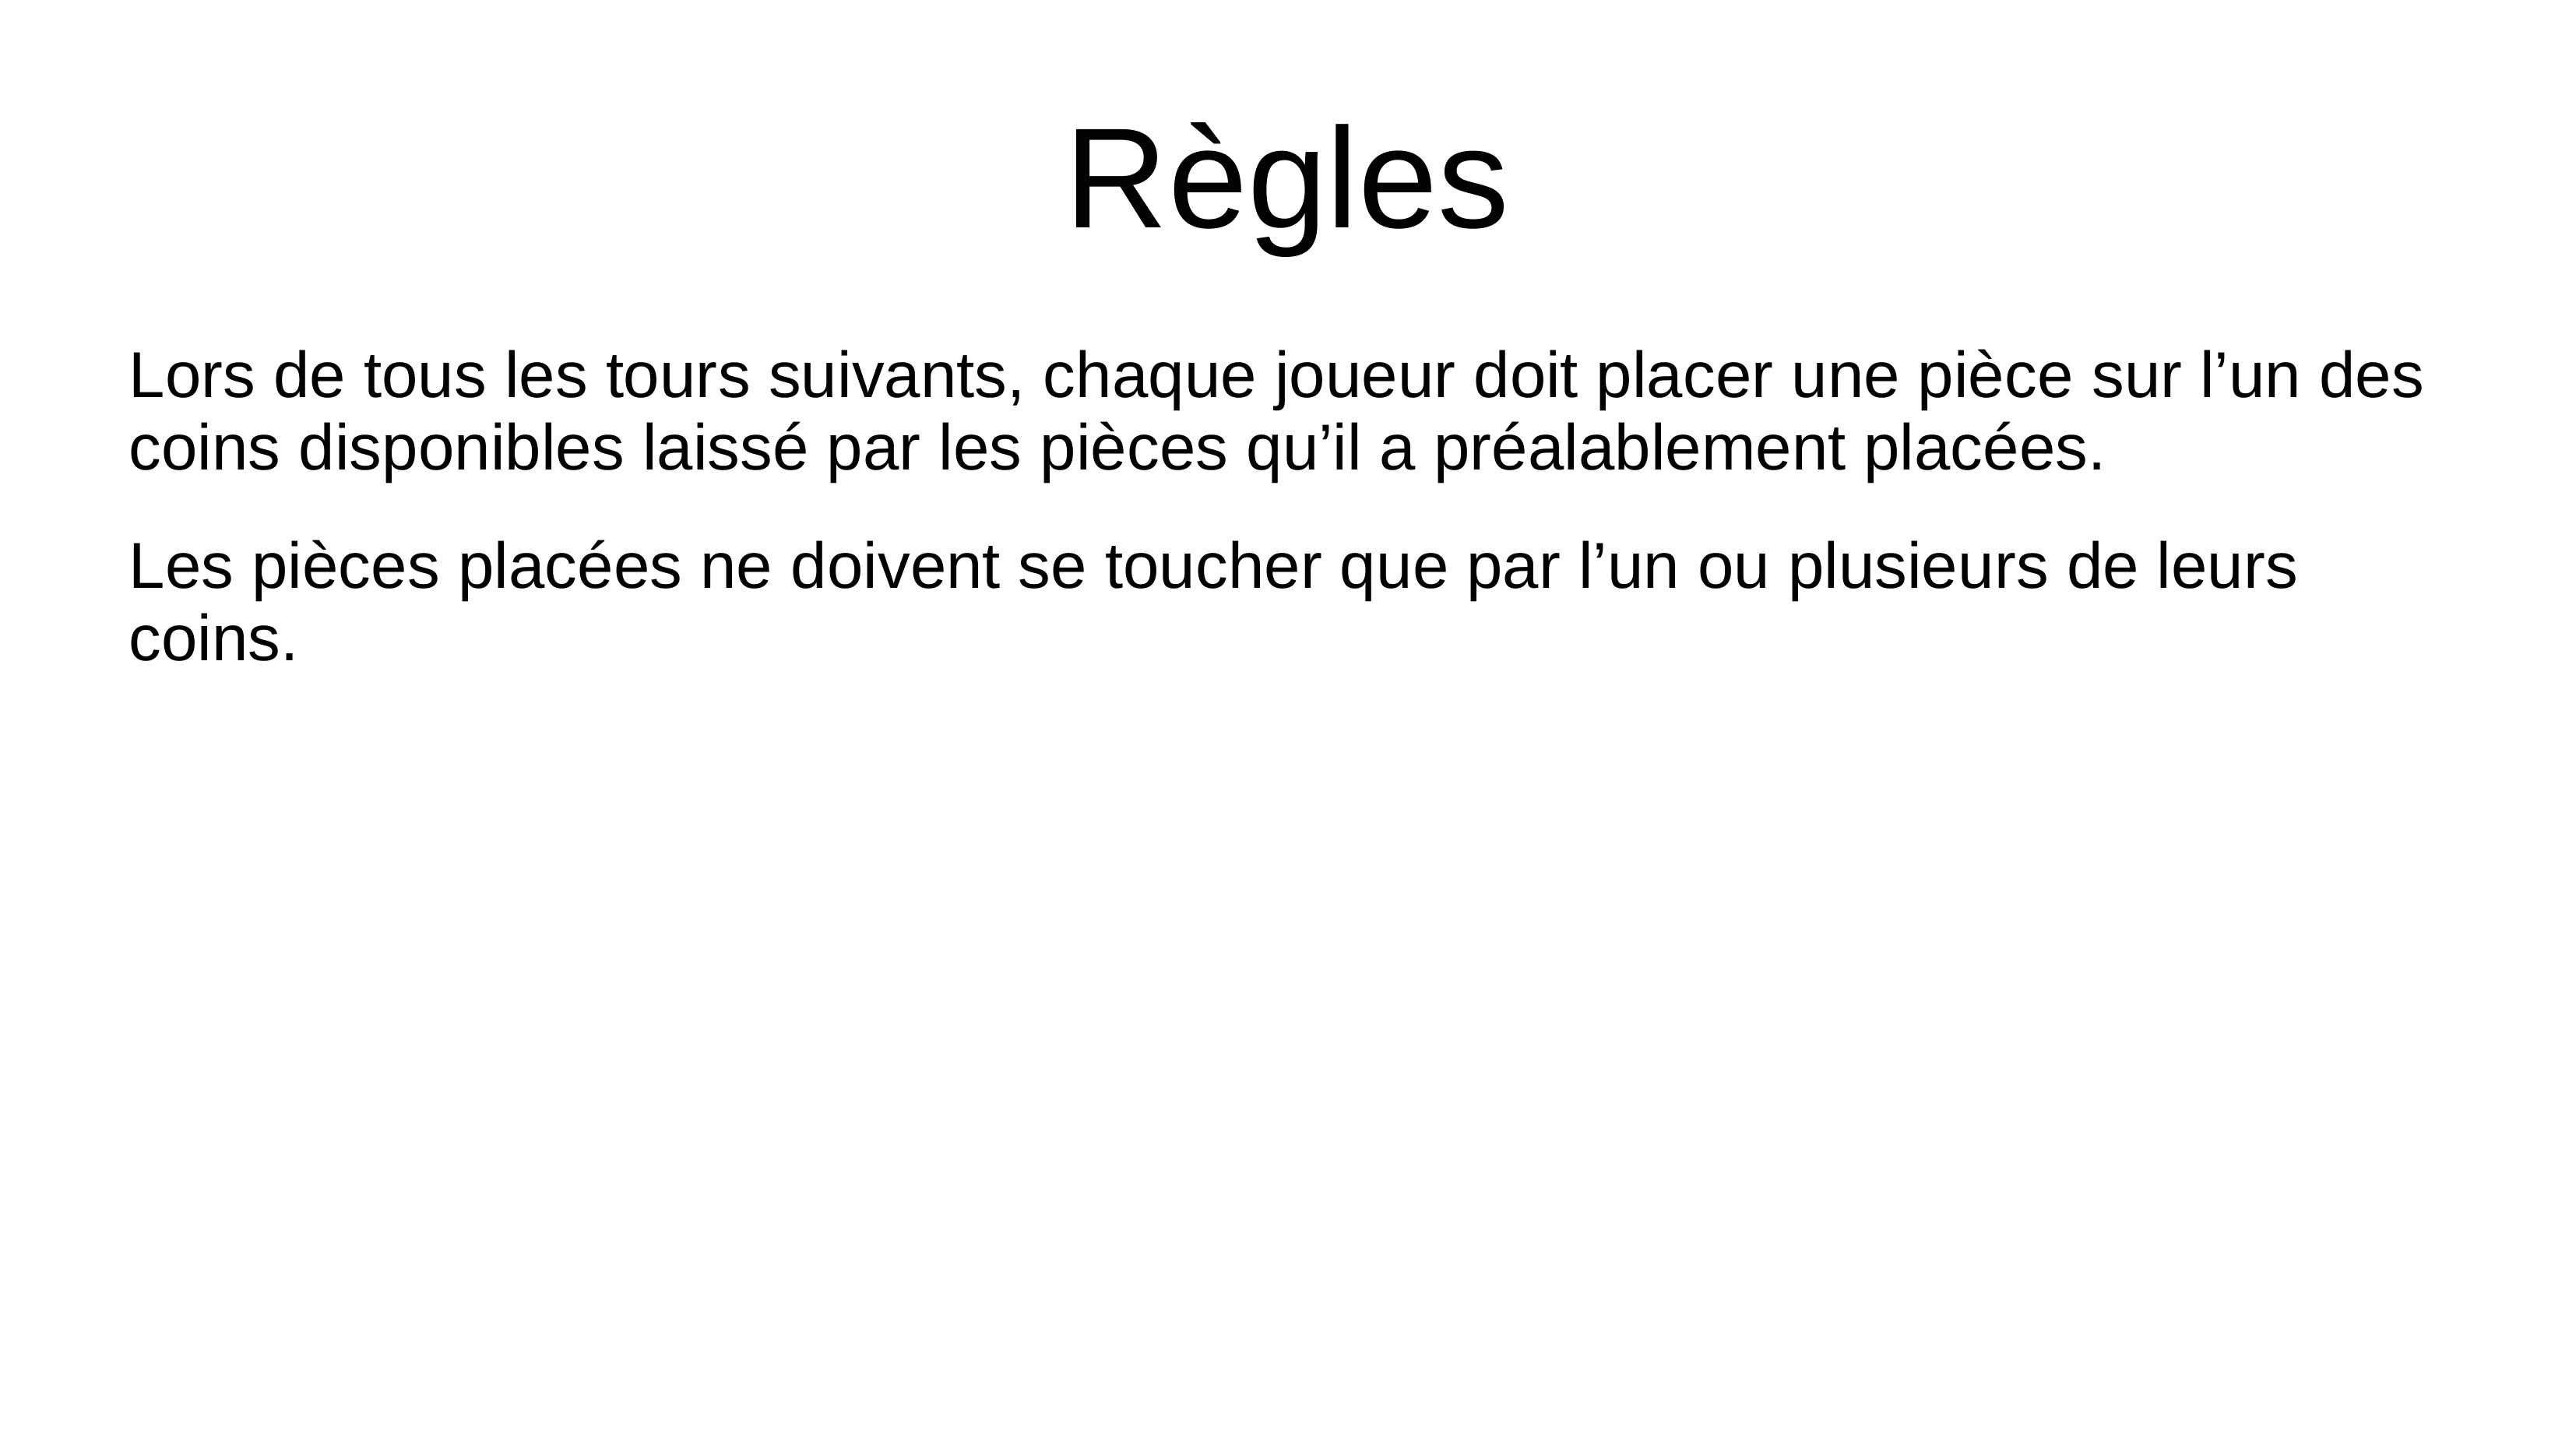 Règles
Lors de tous les tours suivants, chaque joueur doit placer une pièce sur l’un des
coins disponibles laissé par les pièces qu’il a préalablement placées.
Les pièces placées ne doivent se toucher que par l’un ou plusieurs de leurs
coins.